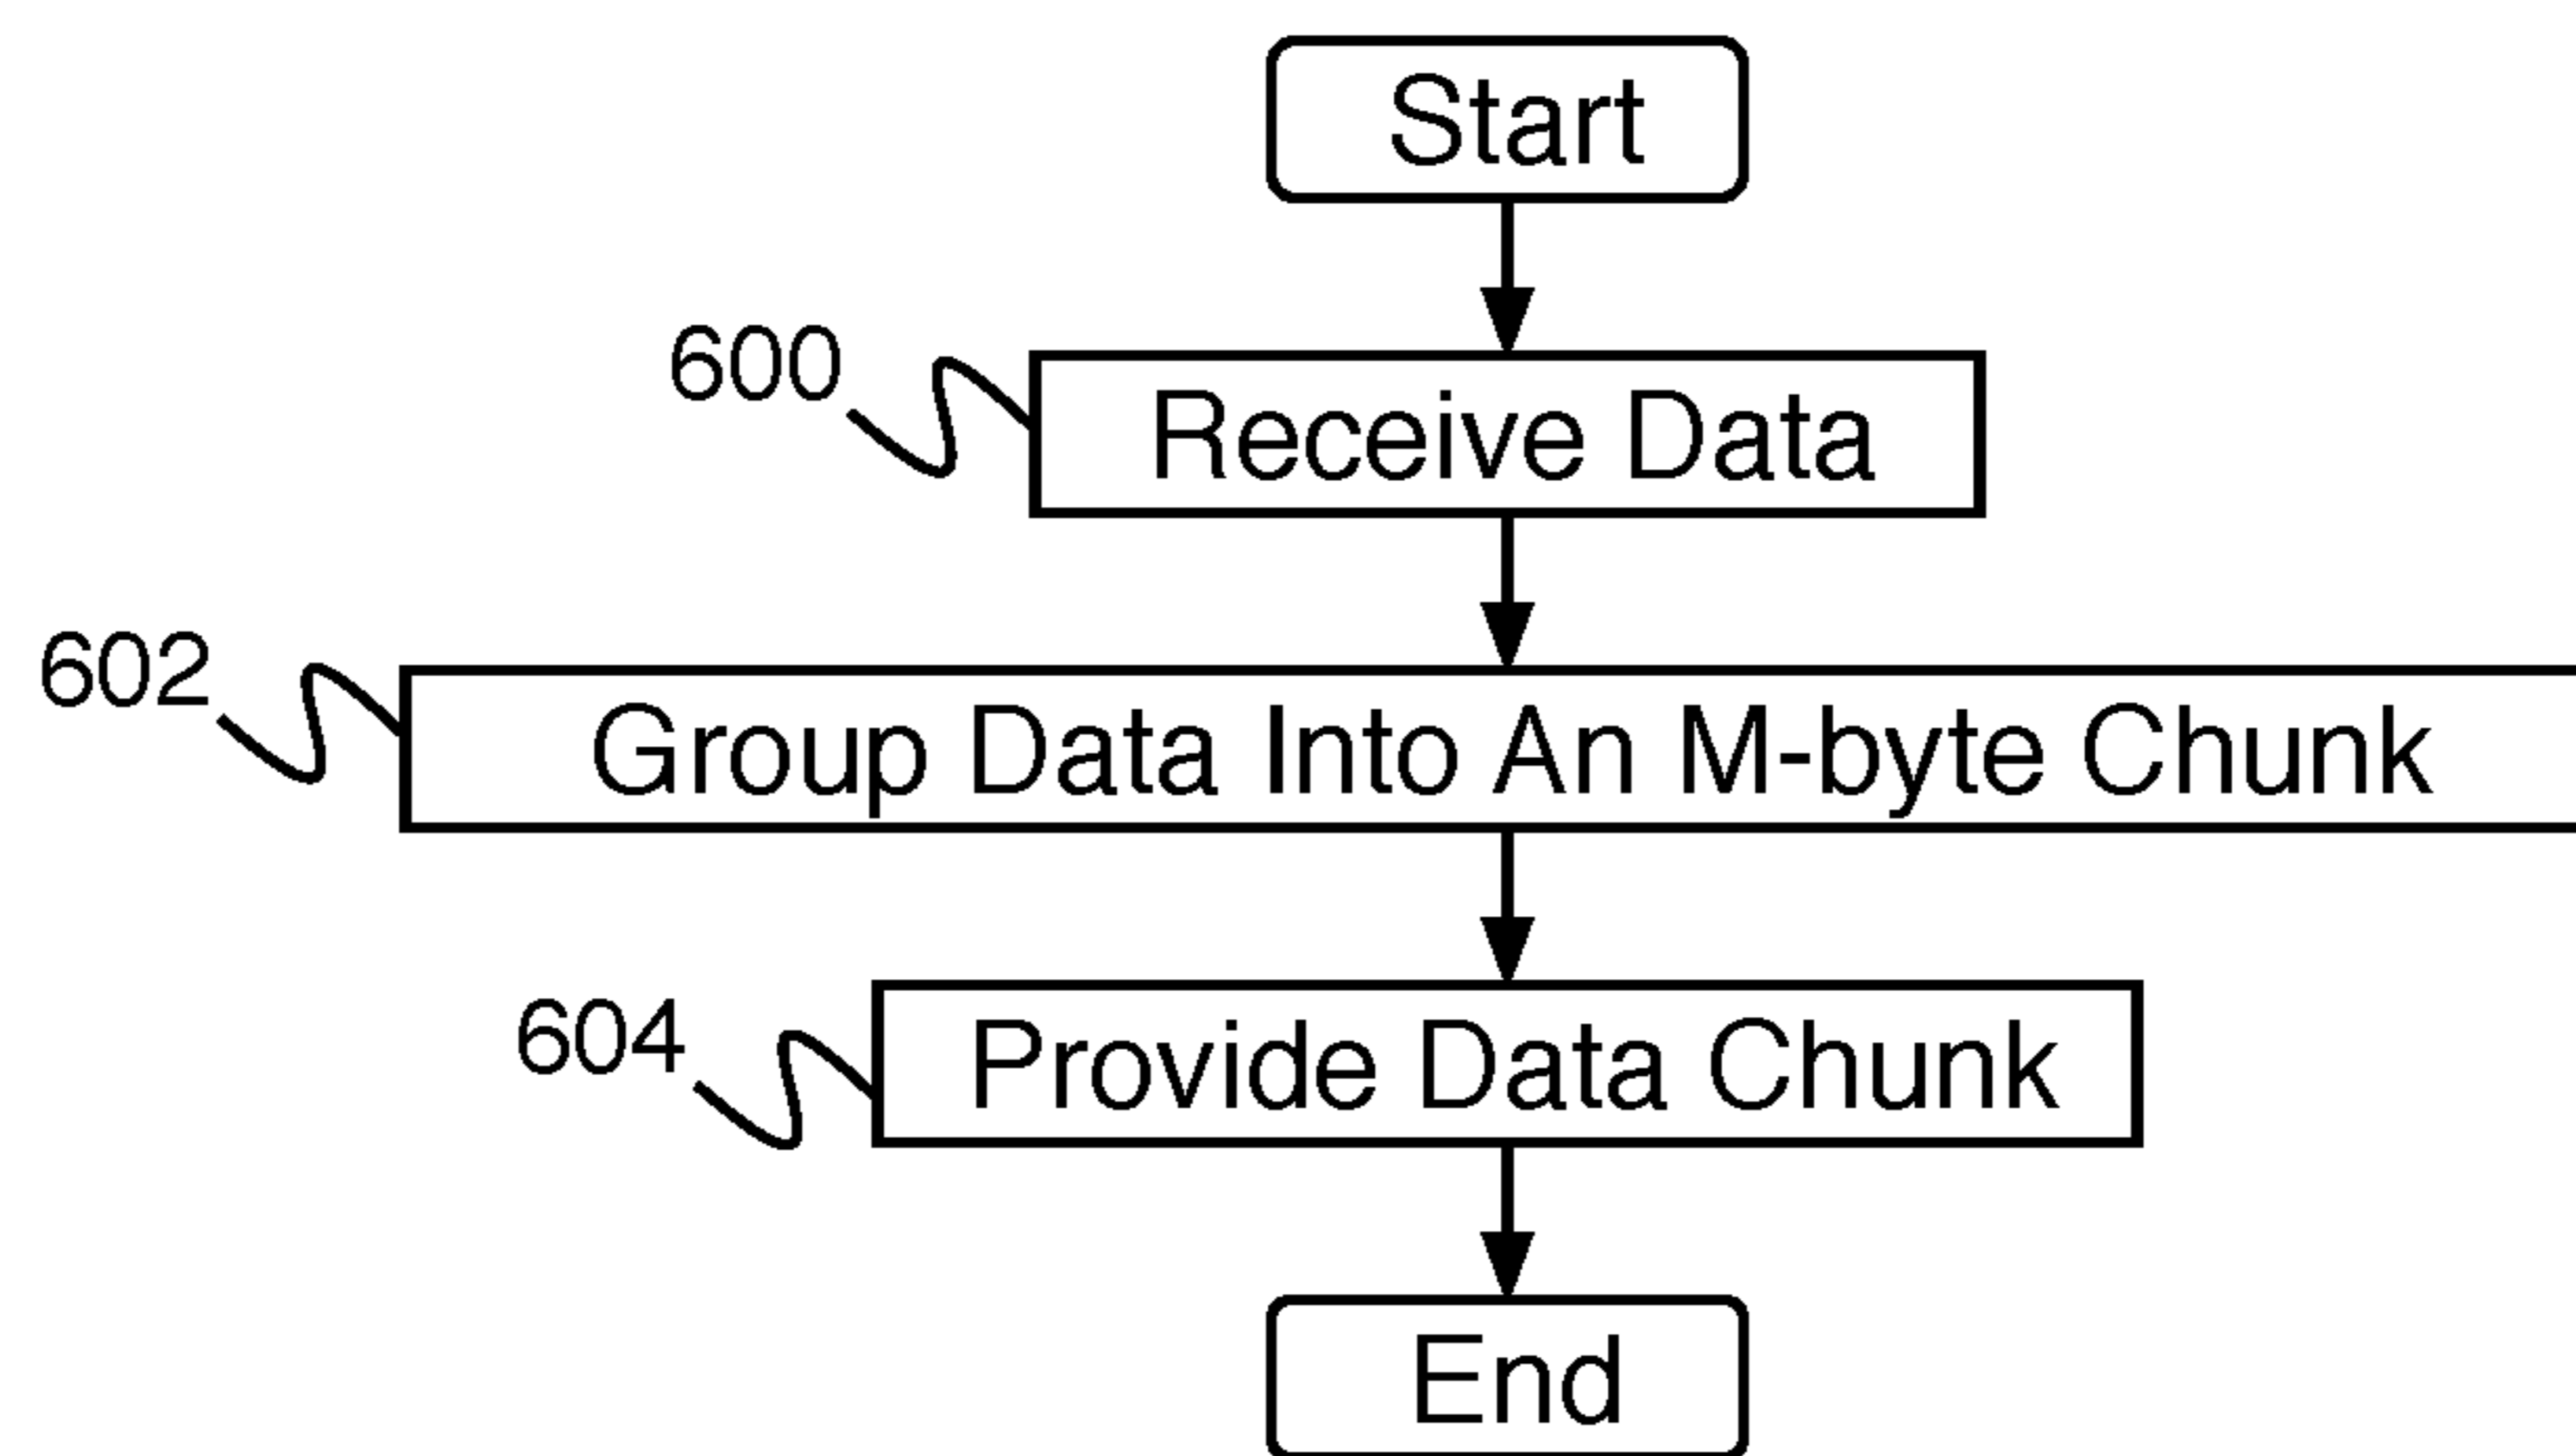 Start
600
Receive Data
602
Group Data Into An M-byte Chunk
604
Provide Data Chunk
End